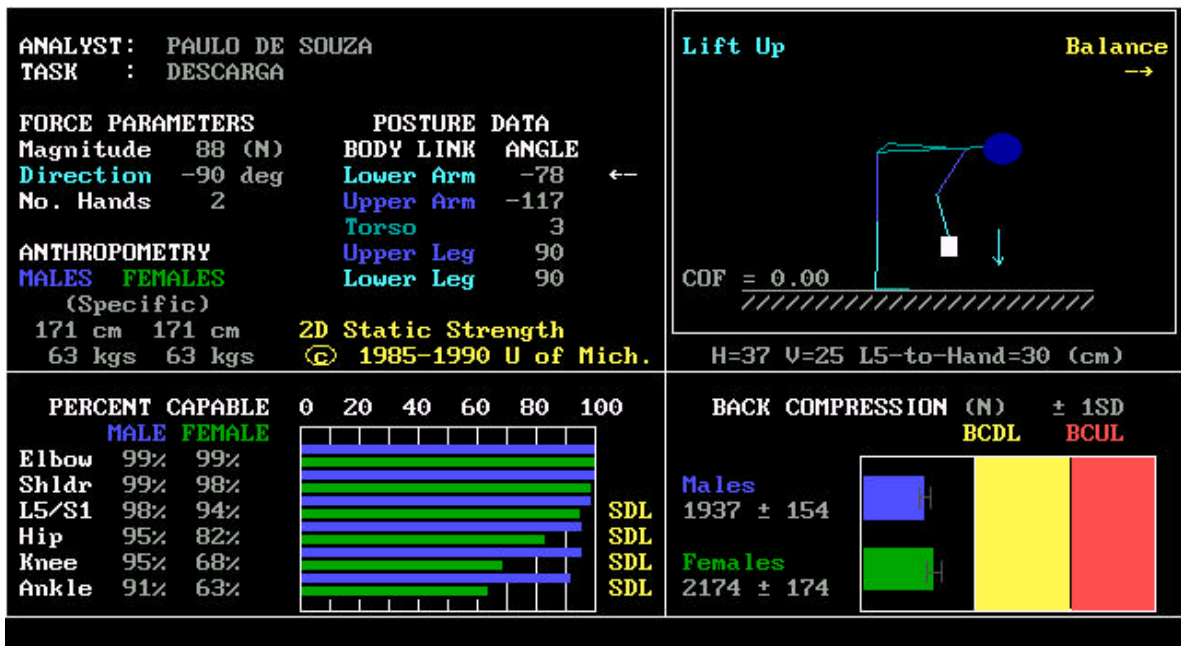 ANALYST: PAULO DE SOUZA
TASK : DESCARGA
FORCE PARAMETERS
Magnitude 88 (N)
Direction -90 deg
No. Hands 2
ANTHROPOMETRY
MALES FEMALES
(Specific)
171 cm 171 cm
63 kgs 63 kgs
POSTURE DATA
BODY LINK ANGLE
Lower Arm -78 ←
Upper Arm -117
Torso 3
Upper Leg 90
Lower Leg 90
2D Static Strength
© 1985-1990 U of Mich.
Lift Up
Balance
→
COF = 0.00
H=37 V=25 L5-to-Hand=30 (cm)
PERCENT CAPABLE 0 20 40 60 80 100
MALE FEMALE
Elbow 99% 99%
Shldr 99% 98%
L5/S1 98% 94% SDL
Hip 95% 82% SDL
Knee 95% 68% SDL
Ankle 91% 63% SDL
BACK COMPRESSION (N) ± 1SD
BCDL BCUL
Males
1937 ± 154
Females
2174 ± 174